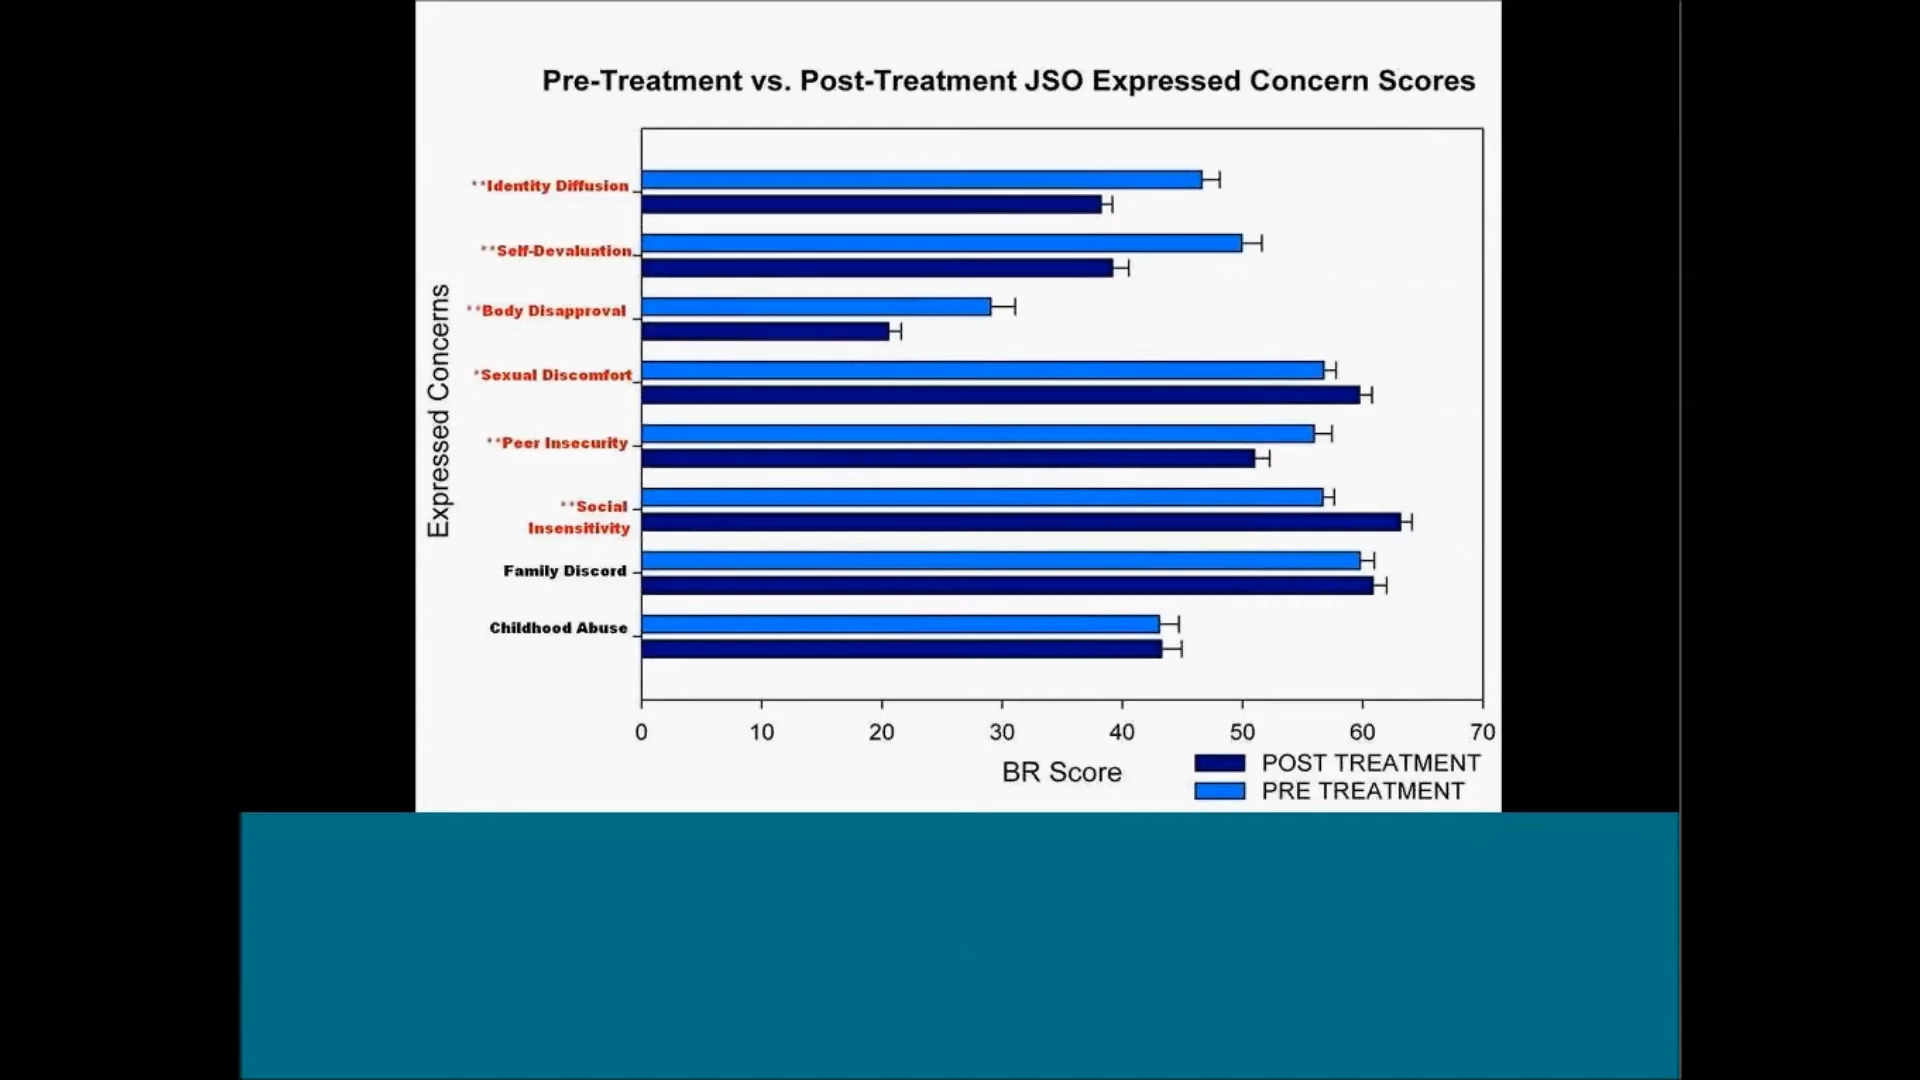 Pre-Treatment vs. Post-Treatment JSO Expressed Concern Scores
Expressed Concerns
**Identity Diffusion
**Self-Devaluation
**Body Disapproval
*Sexual Discomfort
**Peer Insecurity
**Social
Insensitivity
Family Discord
Childhood Abuse
0 10 20 30 40 50 60 70
BR Score
POST TREATMENT
PRE TREATMENT